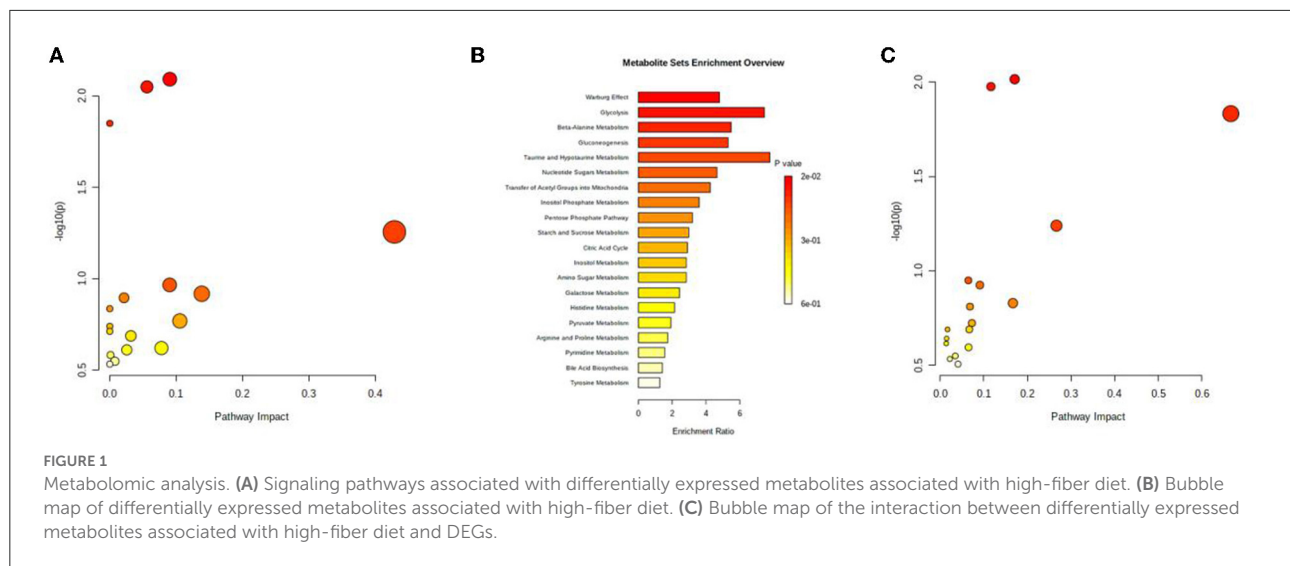 A
B
C
-log10(p)
2.0
1.5
1.0
0.5
0.0
0.1
0.2
0.3
0.4
Pathway Impact
Metabolite Sets Enrichment Overview
Warburg Effect
Glycolysis
Beta-Alanine Metabolism
Gluconeogenesis
Taurine and Hypotaurine Metabolism
Nucleotide Sugars Metabolism
Transfer of Acetyl Groups into Mitochondria
Inositol Phosphate Metabolism
Pentose Phosphate Pathway
Starch and Sucrose Metabolism
Citric Acid Cycle
Inositol Metabolism
Amino Sugar Metabolism
Galactose Metabolism
Histidine Metabolism
Pyruvate Metabolism
Arginine and Proline Metabolism
Pyrimidine Metabolism
Bile Acid Biosynthesis
Tyrosine Metabolism
0
2
4
6
Enrichment Ratio
P value
2e-02
3e-01
6e-01
-log10(p)
2.0
1.5
1.0
0.5
0.0
0.1
0.2
0.3
0.4
0.5
0.6
Pathway Impact
FIGURE 1
Metabolomic analysis. (A) Signaling pathways associated with differentially expressed metabolites associated with high-fiber diet. (B) Bubble
map of differentially expressed metabolites associated with high-fiber diet. (C) Bubble map of the interaction between differentially expressed
metabolites associated with high-fiber diet and DEGs.